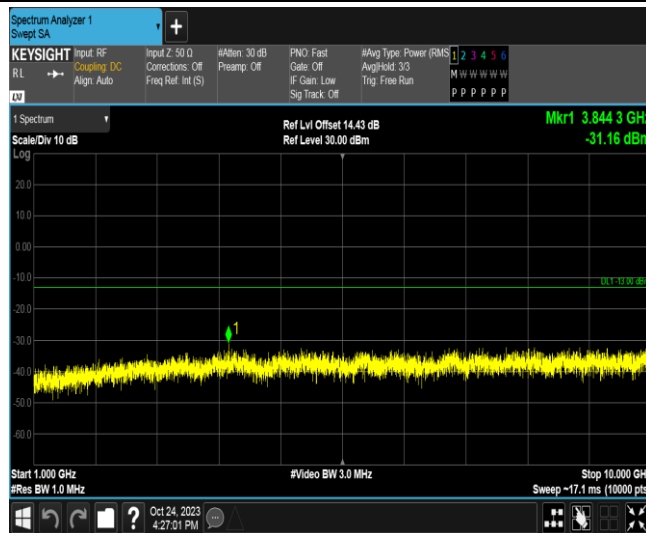 Spectrum Analyzer 1
Swept SA
KEYSIGHT
RL
Input: RF
Coupling: DC
Align: Auto
Input Z: 50 Ω
Corrections: Off
Freq Ref: Int (S)
#Atten: 30 dB
Preamp: Off
PNO: Fast
Gate: Off
IF Gain: Low
Sig Track: Off
#Avg Type: Power (RMS
Avg|Hold: 3/3
Trig: Free Run
1 2 3 4 5 6
M W W W W W
P P P P P P
1 Spectrum
Scale/Div 10 dB
Log
Ref Lvl Offset 14.43 dB
Ref Level 30.00 dBm
Mkr1 3.844 3 GHz
-31.16 dBm
20.0
10.0
0.00
-10.0
DL1 -13.00 dBm
-20.0
-30.0
1
-40.0
-50.0
-60.0
Start 1.000 GHz
#Res BW 1.0 MHz
#Video BW 3.0 MHz
Stop 10.000 GHz
Sweep ~17.1 ms (10000 pts
?
Oct 24, 2023
4:27:01 PM